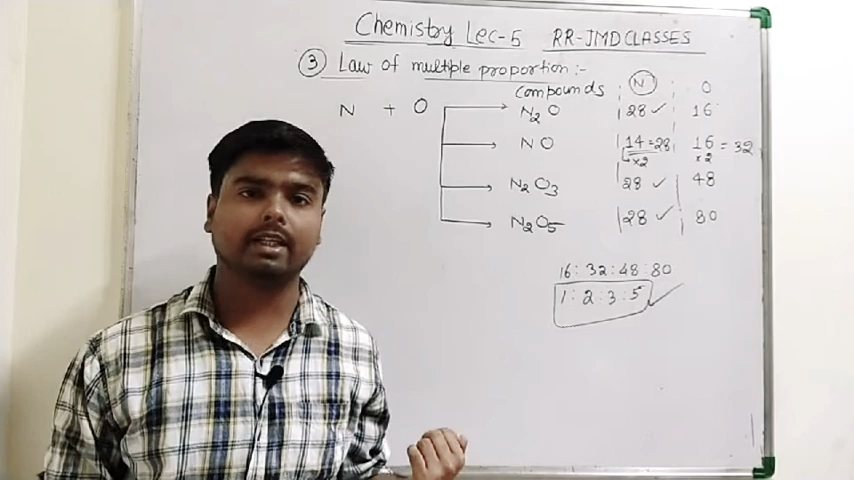 Chemistry Lec-5 RR-JMD CLASSES
③ Law of multiple proportion :-
compounds N O
N + O → N₂O 28 ✓ 16
NO 14 = 28 16 = 32
×2 ×2
N₂O₃ 28 ✓ 48
N₂O₅ 28 ✓ 80
16 : 32 : 48 : 80
1 : 2 : 3 : 5 ✓